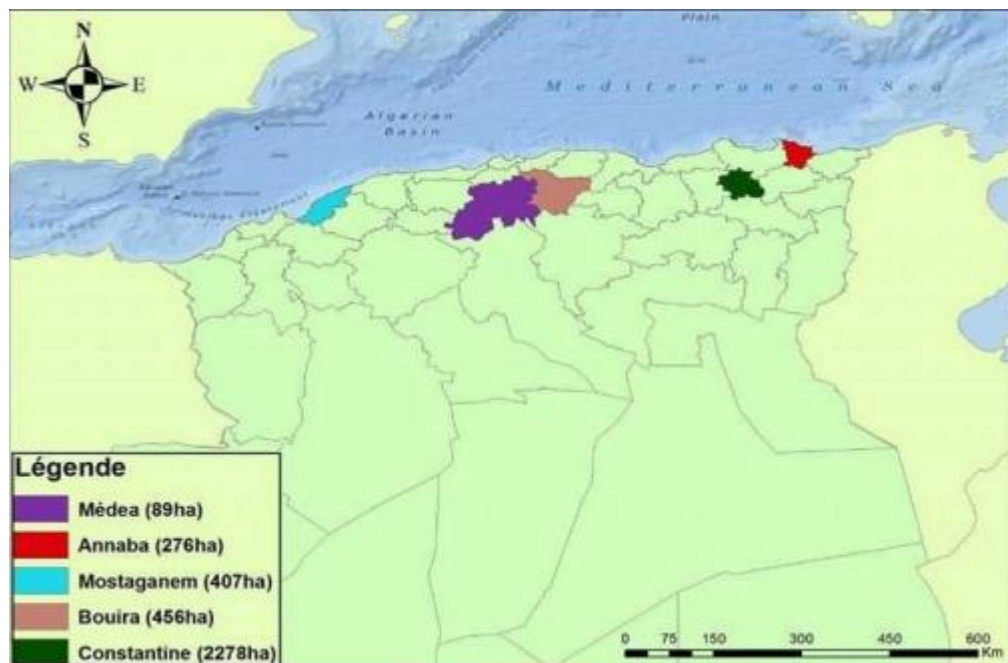 Plain
N
W E
S
Mediterranean Sea
Algerian
Basin
Légende
Médea (89ha)
Annaba (276ha)
Mostaganem (407ha)
Bouira (456ha)
Constantine (2278ha)
0 75 150 300 450 600
Km